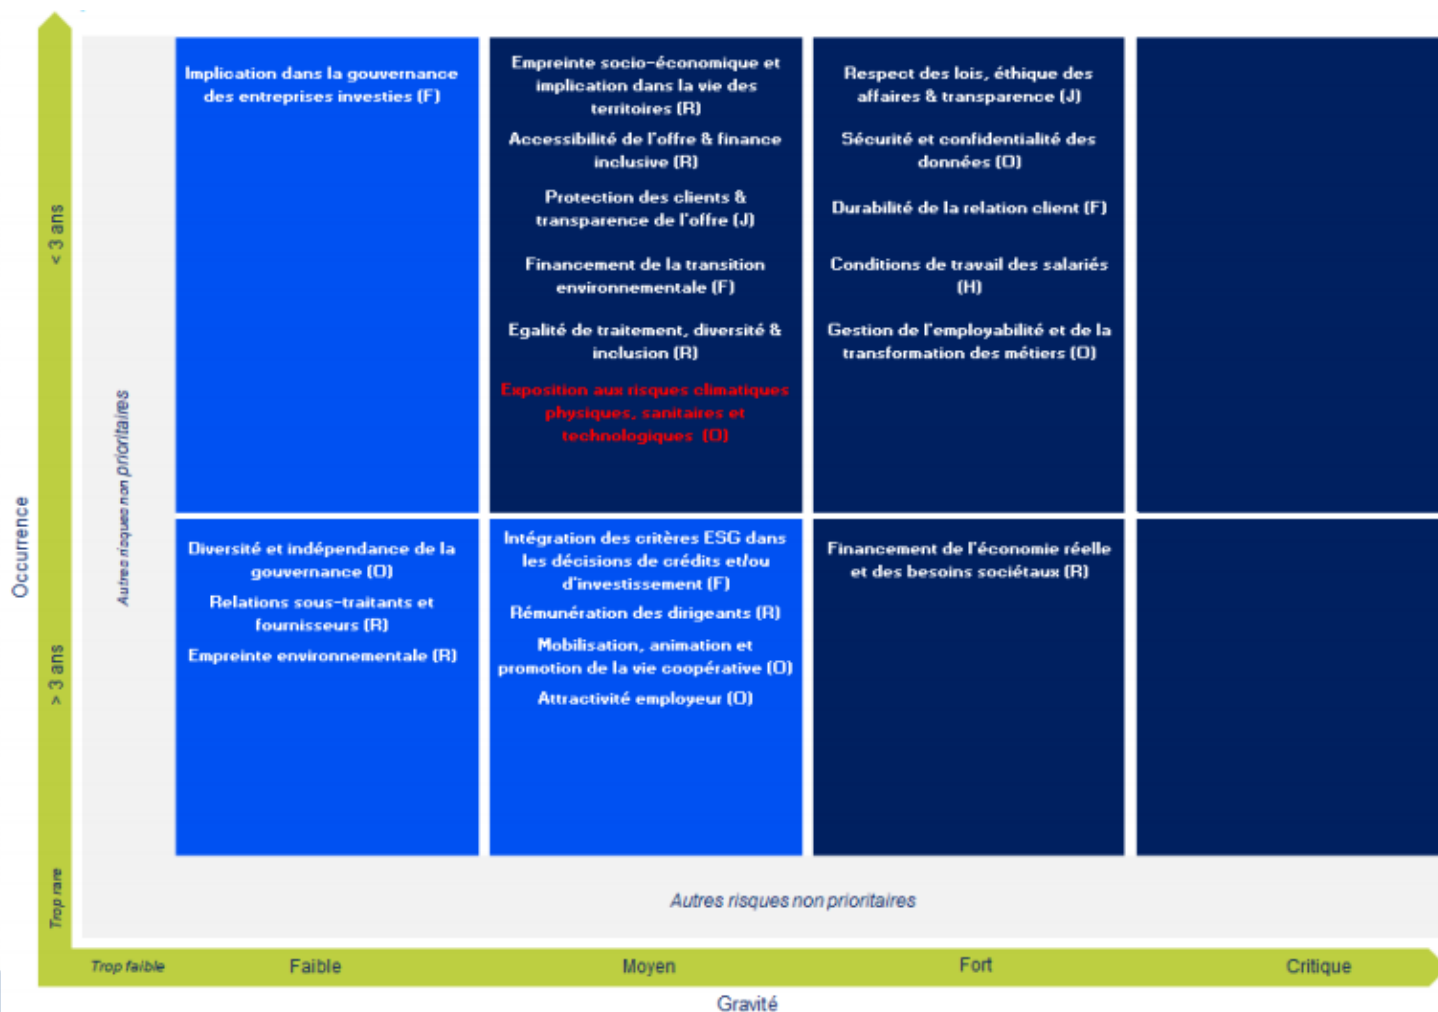 Occurrence
< 3 ans
> 3 ans
Trop rare
Autres risques non prioritaires
Implication dans la gouvernance
des entreprises investies (F)
Empreinte socio-économique et
implication dans la vie des
territoires (R)
Accessibilité de l'offre & finance
inclusive (R)
Protection des clients &
transparence de l'offre (J)
Financement de la transition
environnementale (F)
Egalité de traitement, diversité &
inclusion (R)
Exposition aux risques climatiques
physiques, sanitaires et
technologiques (O)
Respect des lois, éthique des
affaires & transparence (J)
Sécurité et confidentialité des
données (O)
Durabilité de la relation client (F)
Conditions de travail des salariés
(H)
Gestion de l'employabilité et de la
transformation des métiers (O)
Diversité et indépendance de la
gouvernance (O)
Relations sous-traitants et
fournisseurs (R)
Empreinte environnementale (R)
Intégration des critères ESG dans
les décisions de crédits et/ou
d'investissement (F)
Rémunération des dirigeants (R)
Mobilisation, animation et
promotion de la vie coopérative (O)
Attractivité employeur (O)
Financement de l'économie réelle
et des besoins sociétaux (R)
Autres risques non prioritaires
Trop faible
Faible
Moyen
Fort
Critique
Gravité